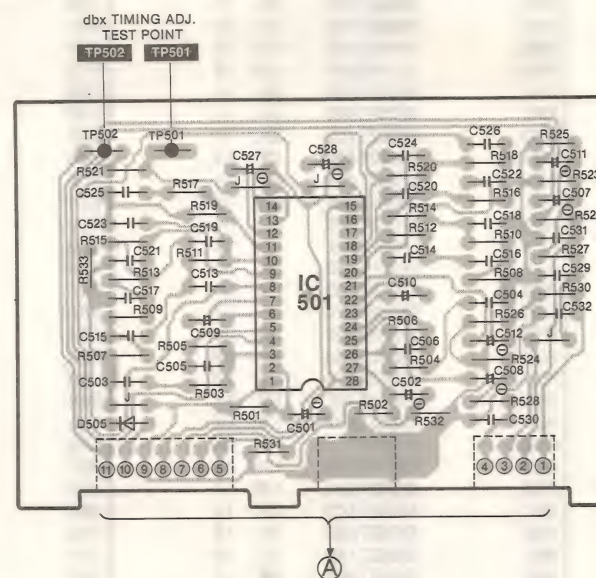 dbx TIMING ADJ.
TEST POINT
TP502 TP501
TP502 TP501
R521
C525
R517
C523
R519
R515
C519
C521
R511
R533
R513
C513
C517
R509
C509
C515
R505
R507
C505
C503
R503
J
R501
D505
C501
R531
C527
J
C528
J
14 15
13 16
12 17
11 18
10 19
9 20
8 21
7 22
6 23
5 24
4 25
3 26
2 27
1 28
IC
501
C524
R520
C520
R514
R512
C514
C510
R506
C506
R504
C502
R502
R532
C526
R518
C522
R516
C518
R510
C516
R508
C504
R526
C512
R524
C508
R528
C530
R525
C511
R523
C507
C531
R527
C529
R530
C532
J
11 10 9 8 7 6 5
4 3 2 1
A